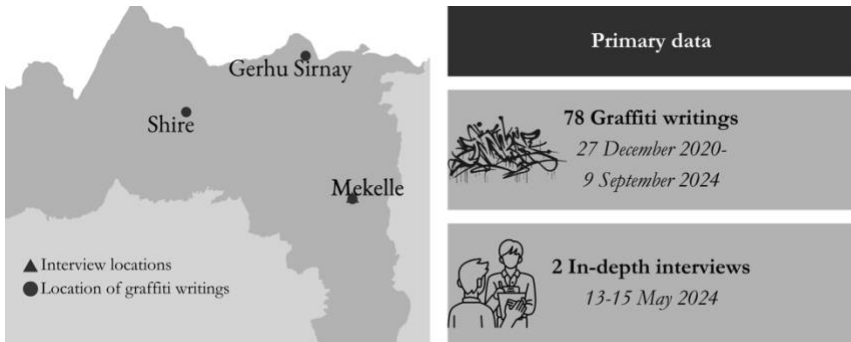 Gerhu Sirnay
Shire
Mekelle
Interview locations
Location of graffiti writings
Primary data
78 Graffiti writings
27 December 2020-
9 September 2024
2 In-depth interviews
13-15 May 2024